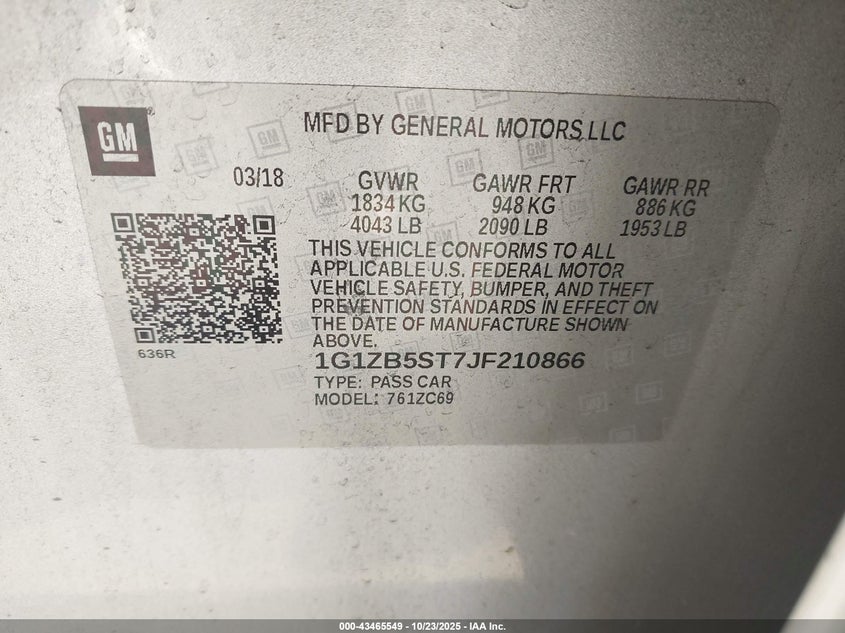 GM
MFD BY GENERAL MOTORS LLC
03/18
GVWR GAWR FRT GAWR RR
1834 KG 948 KG 886 KG
4043 LB 2090 LB 1953 LB
THIS VEHICLE CONFORMS TO ALL
APPLICABLE U.S. FEDERAL MOTOR
VEHICLE SAFETY, BUMPER, AND THEFT
PREVENTION STANDARDS IN EFFECT ON
THE DATE OF MANUFACTURE SHOWN
ABOVE.
636R
1G1ZB5ST7JF210866
TYPE: PASS CAR
MODEL: 761ZC69
000-43465549 - 10/23/2025 - IAA Inc.